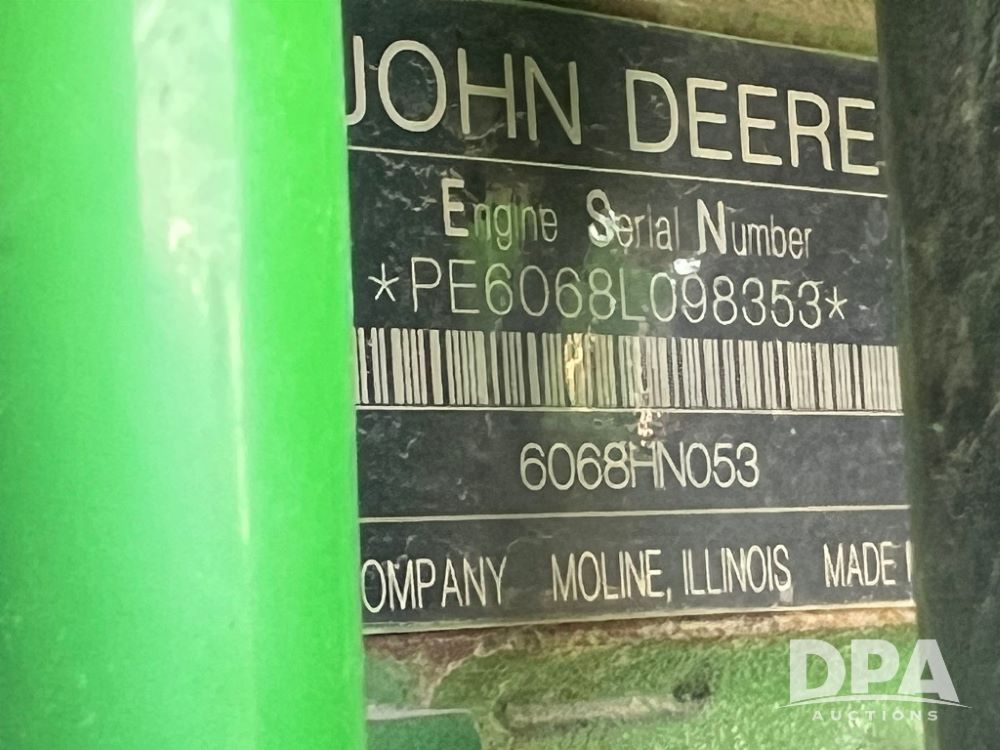 JOHN DEERE
Engine Serial Number
*PE6068L098353*
6068HN053
OMPANY MOLINE, ILLINOIS MADE
DPA
AUCTIONS